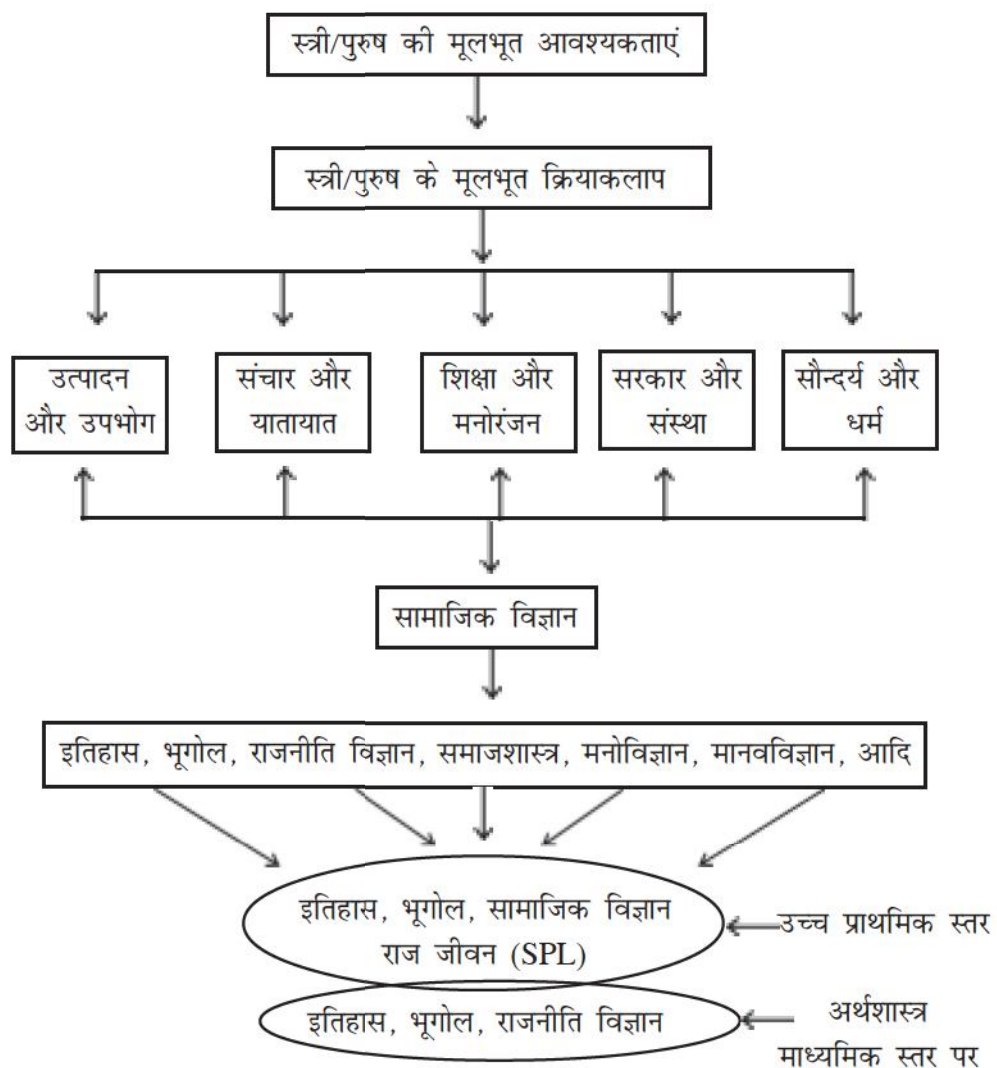 स्त्री/पुरुष की मूलभूत आवश्यकताएं
स्त्री/पुरुष के मूलभूत क्रियाकलाप
उत्पादन
और उपभोग
संचार और
यातायात
शिक्षा और
मनोरंजन
सरकार और
संस्था
सौन्दर्य और
धर्म
सामाजिक विज्ञान
इतिहास, भूगोल, राजनीति विज्ञान, समाजशास्त्र, मनोविज्ञान, मानवविज्ञान, आदि
इतिहास, भूगोल, सामाजिक विज्ञान
राज जीवन (SPL)
उच्च प्राथमिक स्तर
इतिहास, भूगोल, राजनीति विज्ञान
अर्थशास्त्र
माध्यमिक स्तर पर